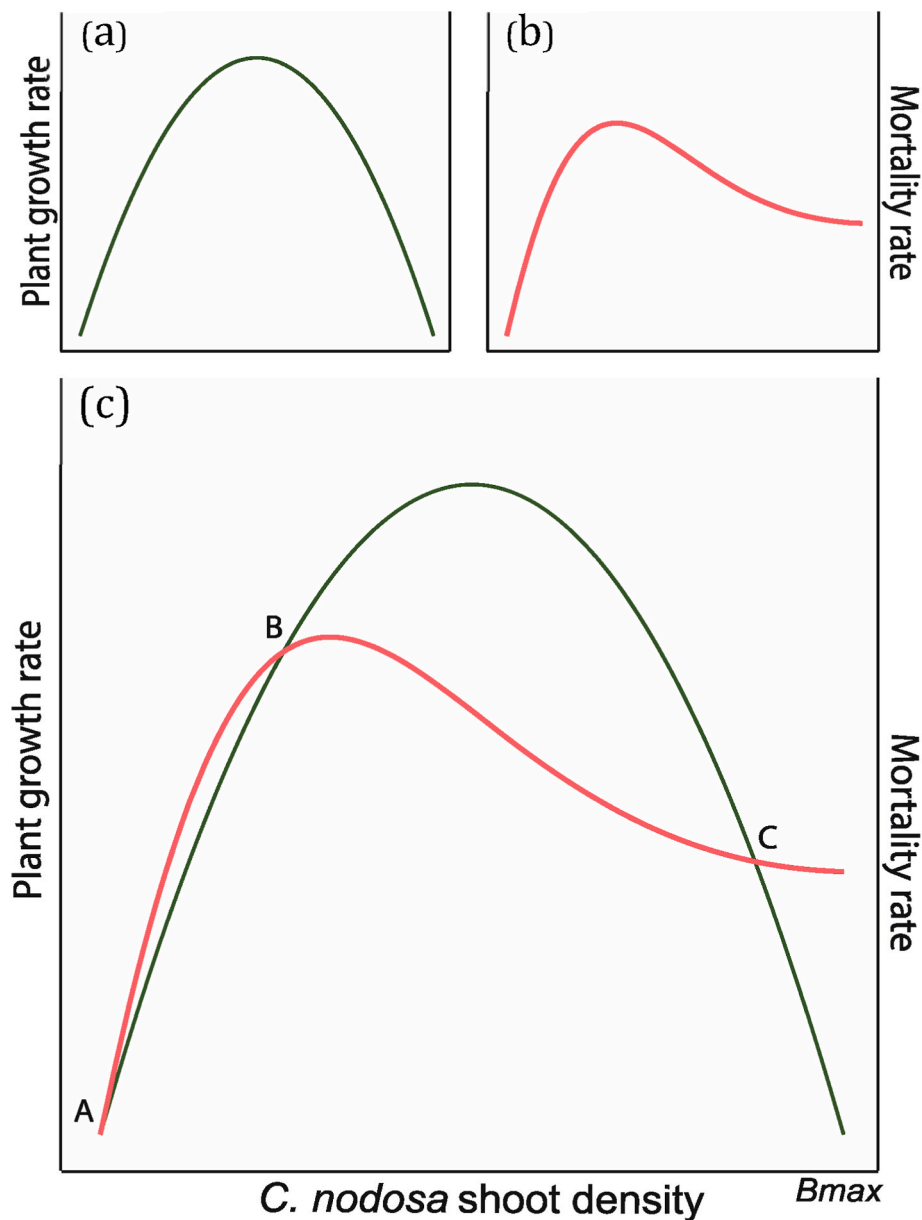 (a)
Plant growth rate
(b)
Mortality rate
(c)
Plant growth rate
A
B
C
Mortality rate
C. nodosa shoot density
Bmax